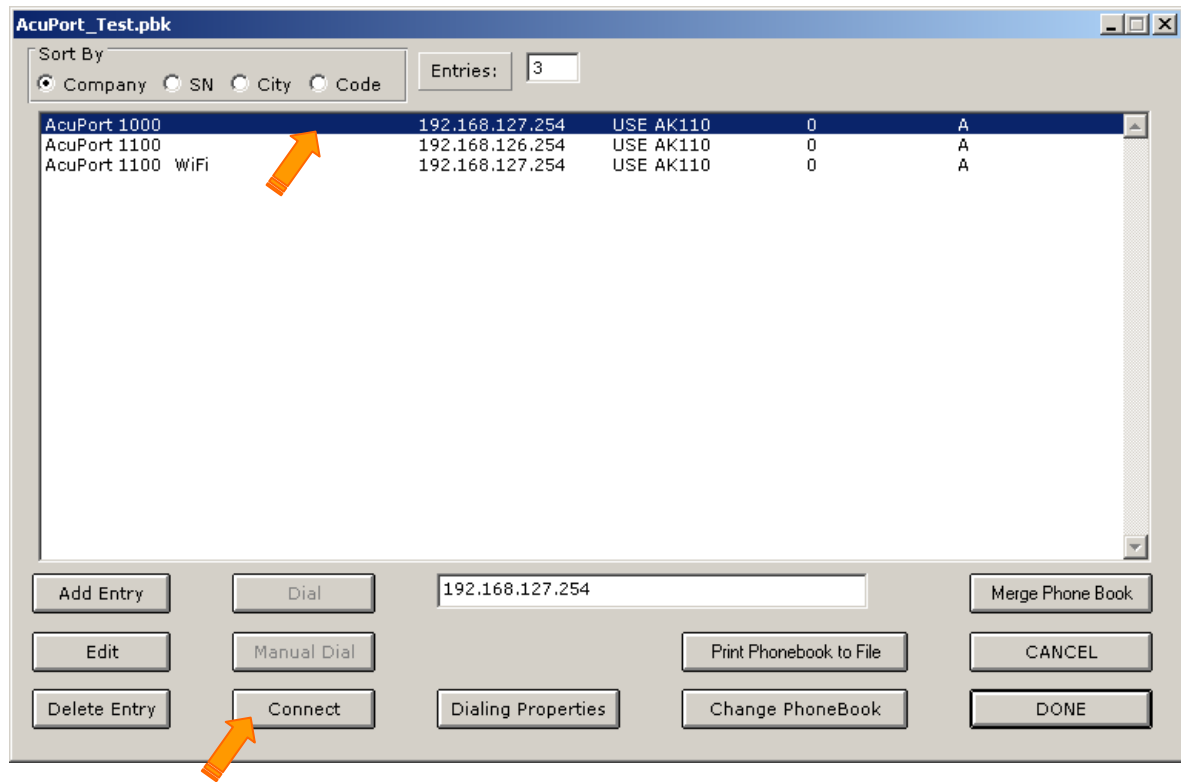 AcuPort_Test.pbk
Sort By
Company SN City Code
Entries: 3
AcuPort 1000 192.168.127.254 USE AK110 0 A
AcuPort 1100 192.168.126.254 USE AK110 0 A
AcuPort 1100 WiFi 192.168.127.254 USE AK110 0 A
Add Entry Dial 192.168.127.254 Merge Phone Book
Edit Manual Dial Print Phonebook to File CANCEL
Delete Entry Connect Dialing Properties Change PhoneBook DONE